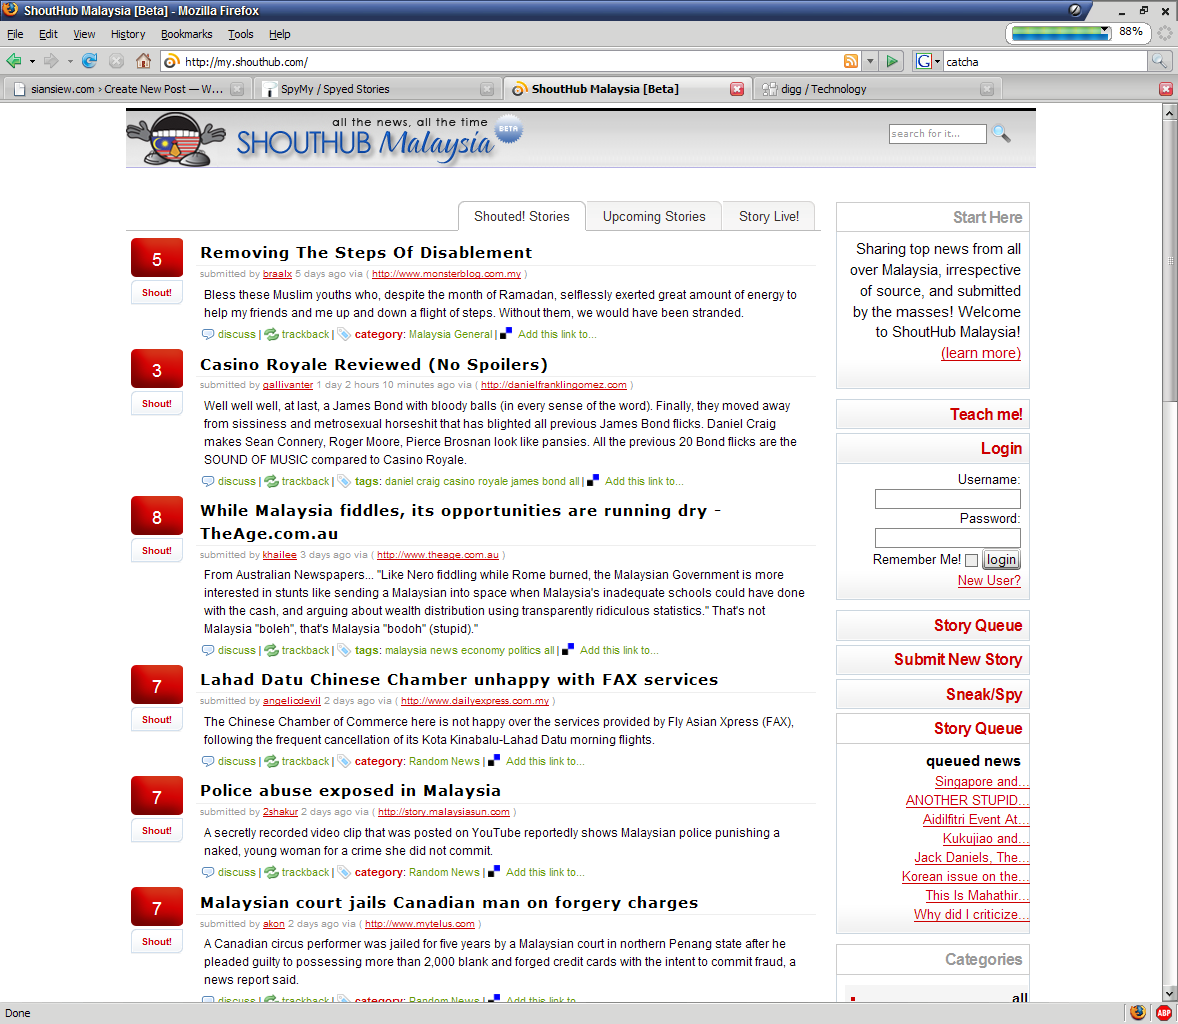 ShoutHub Malaysia [Beta] - Mozilla Firefox
File Edit View History Bookmarks Tools Help
88%
http://my.shouthub.com/
G catcha
siansiew.com › Create New Post — W...
SpyMy / Spyed Stories
ShoutHub Malaysia [Beta]
digg / Technology
all the news, all the time
SHOUTHUB Malaysia BETA
search for it...
Shouted! Stories
Upcoming Stories
Story Live!
5
Shout!
Removing The Steps Of Disablement
submitted by braalx 5 days ago via ( http://www.monsterblog.com.my )
Bless these Muslim youths who, despite the month of Ramadan, selflessly exerted great amount of energy to
help my friends and me up and down a flight of steps. Without them, we would have been stranded.
discuss | trackback | category: Malaysia General | Add this link to...
3
Shout!
Casino Royale Reviewed (No Spoilers)
submitted by gallivanter 1 day 2 hours 10 minutes ago via ( http://danielfranklingomez.com )
Well well well, at last, a James Bond with bloody balls (in every sense of the word). Finally, they moved away
from sissiness and metrosexual horseshit that has blighted all previous James Bond flicks. Daniel Craig
makes Sean Connery, Roger Moore, Pierce Brosnan look like pansies. All the previous 20 Bond flicks are the
SOUND OF MUSIC compared to Casino Royale.
discuss | trackback | tags: daniel craig casino royale james bond all | Add this link to...
8
Shout!
While Malaysia fiddles, its opportunities are running dry -
TheAge.com.au
submitted by khailee 3 days ago via ( http://www.theage.com.au )
From Australian Newspapers... "Like Nero fiddling while Rome burned, the Malaysian Government is more
interested in stunts like sending a Malaysian into space when Malaysia's inadequate schools could have done
with the cash, and arguing about wealth distribution using transparently ridiculous statistics." That's not
Malaysia "boleh", that's Malaysia "bodoh" (stupid)."
discuss | trackback | tags: malaysia news economy politics all | Add this link to...
7
Shout!
Lahad Datu Chinese Chamber unhappy with FAX services
submitted by angelicdevil 2 days ago via ( http://www.dailyexpress.com.my )
The Chinese Chamber of Commerce here is not happy over the services provided by Fly Asian Xpress (FAX),
following the frequent cancellation of its Kota Kinabalu-Lahad Datu morning flights.
discuss | trackback | category: Random News | Add this link to...
7
Shout!
Police abuse exposed in Malaysia
submitted by 2shakur 2 days ago via ( http://story.malaysiasun.com )
A secretly recorded video clip that was posted on YouTube reportedly shows Malaysian police punishing a
naked, young woman for a crime she did not commit.
discuss | trackback | category: Random News | Add this link to...
7
Shout!
Malaysian court jails Canadian man on forgery charges
submitted by akon 2 days ago via ( http://www.mytelus.com )
A Canadian circus performer was jailed for five years by a Malaysian court in northern Penang state after he
pleaded guilty to possessing more than 2,000 blank and forged credit cards with the intent to commit fraud, a
news report said.
discuss | trackback | category: Random News | Add this link to...
Start Here
Sharing top news from all
over Malaysia, irrespective
of source, and submitted
by the masses! Welcome
to ShoutHub Malaysia!
(learn more)
Teach me!
Login
Username:
Password:
Remember Me! login
New User?
Story Queue
Submit New Story
Sneak/Spy
Story Queue
queued news
Singapore and...
ANOTHER STUPID...
Aidilfitri Event At...
Kukujiao and...
Jack Daniels, The...
Korean issue on the...
This Is Mahathir...
Why did I criticize...
Categories
all
Done
ABP